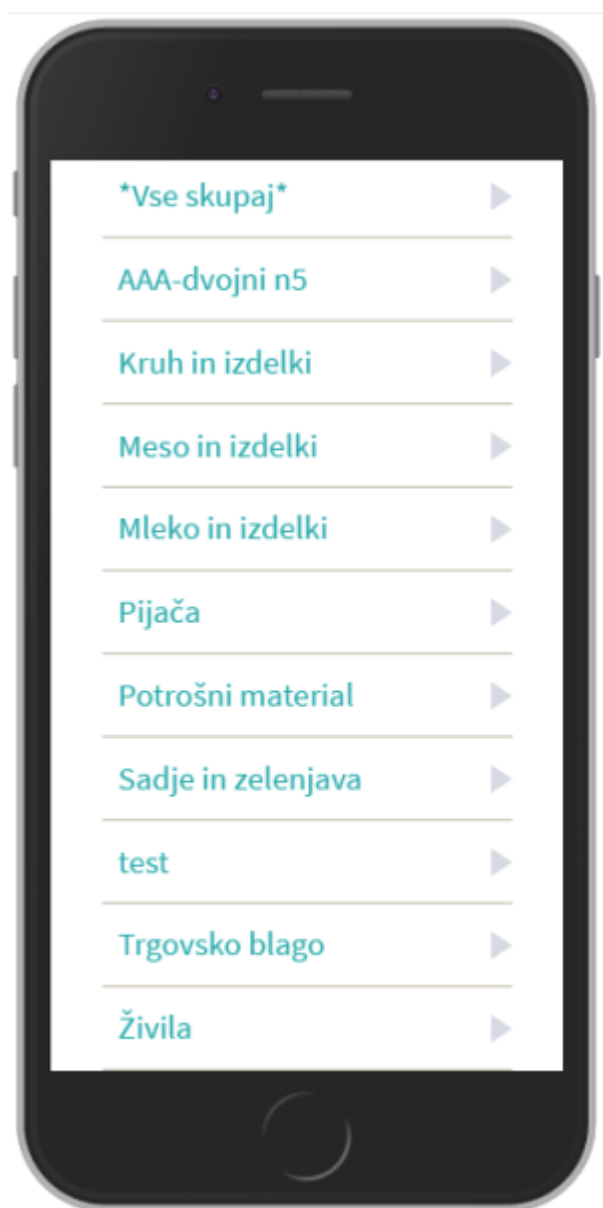 *Vse skupaj*
AAA-dvojni n5
Kruh in izdelki
Meso in izdelki
Mleko in izdelki
Pijača
Potrošni material
Sadje in zelenjava
test
Trgovsko blago
Živila